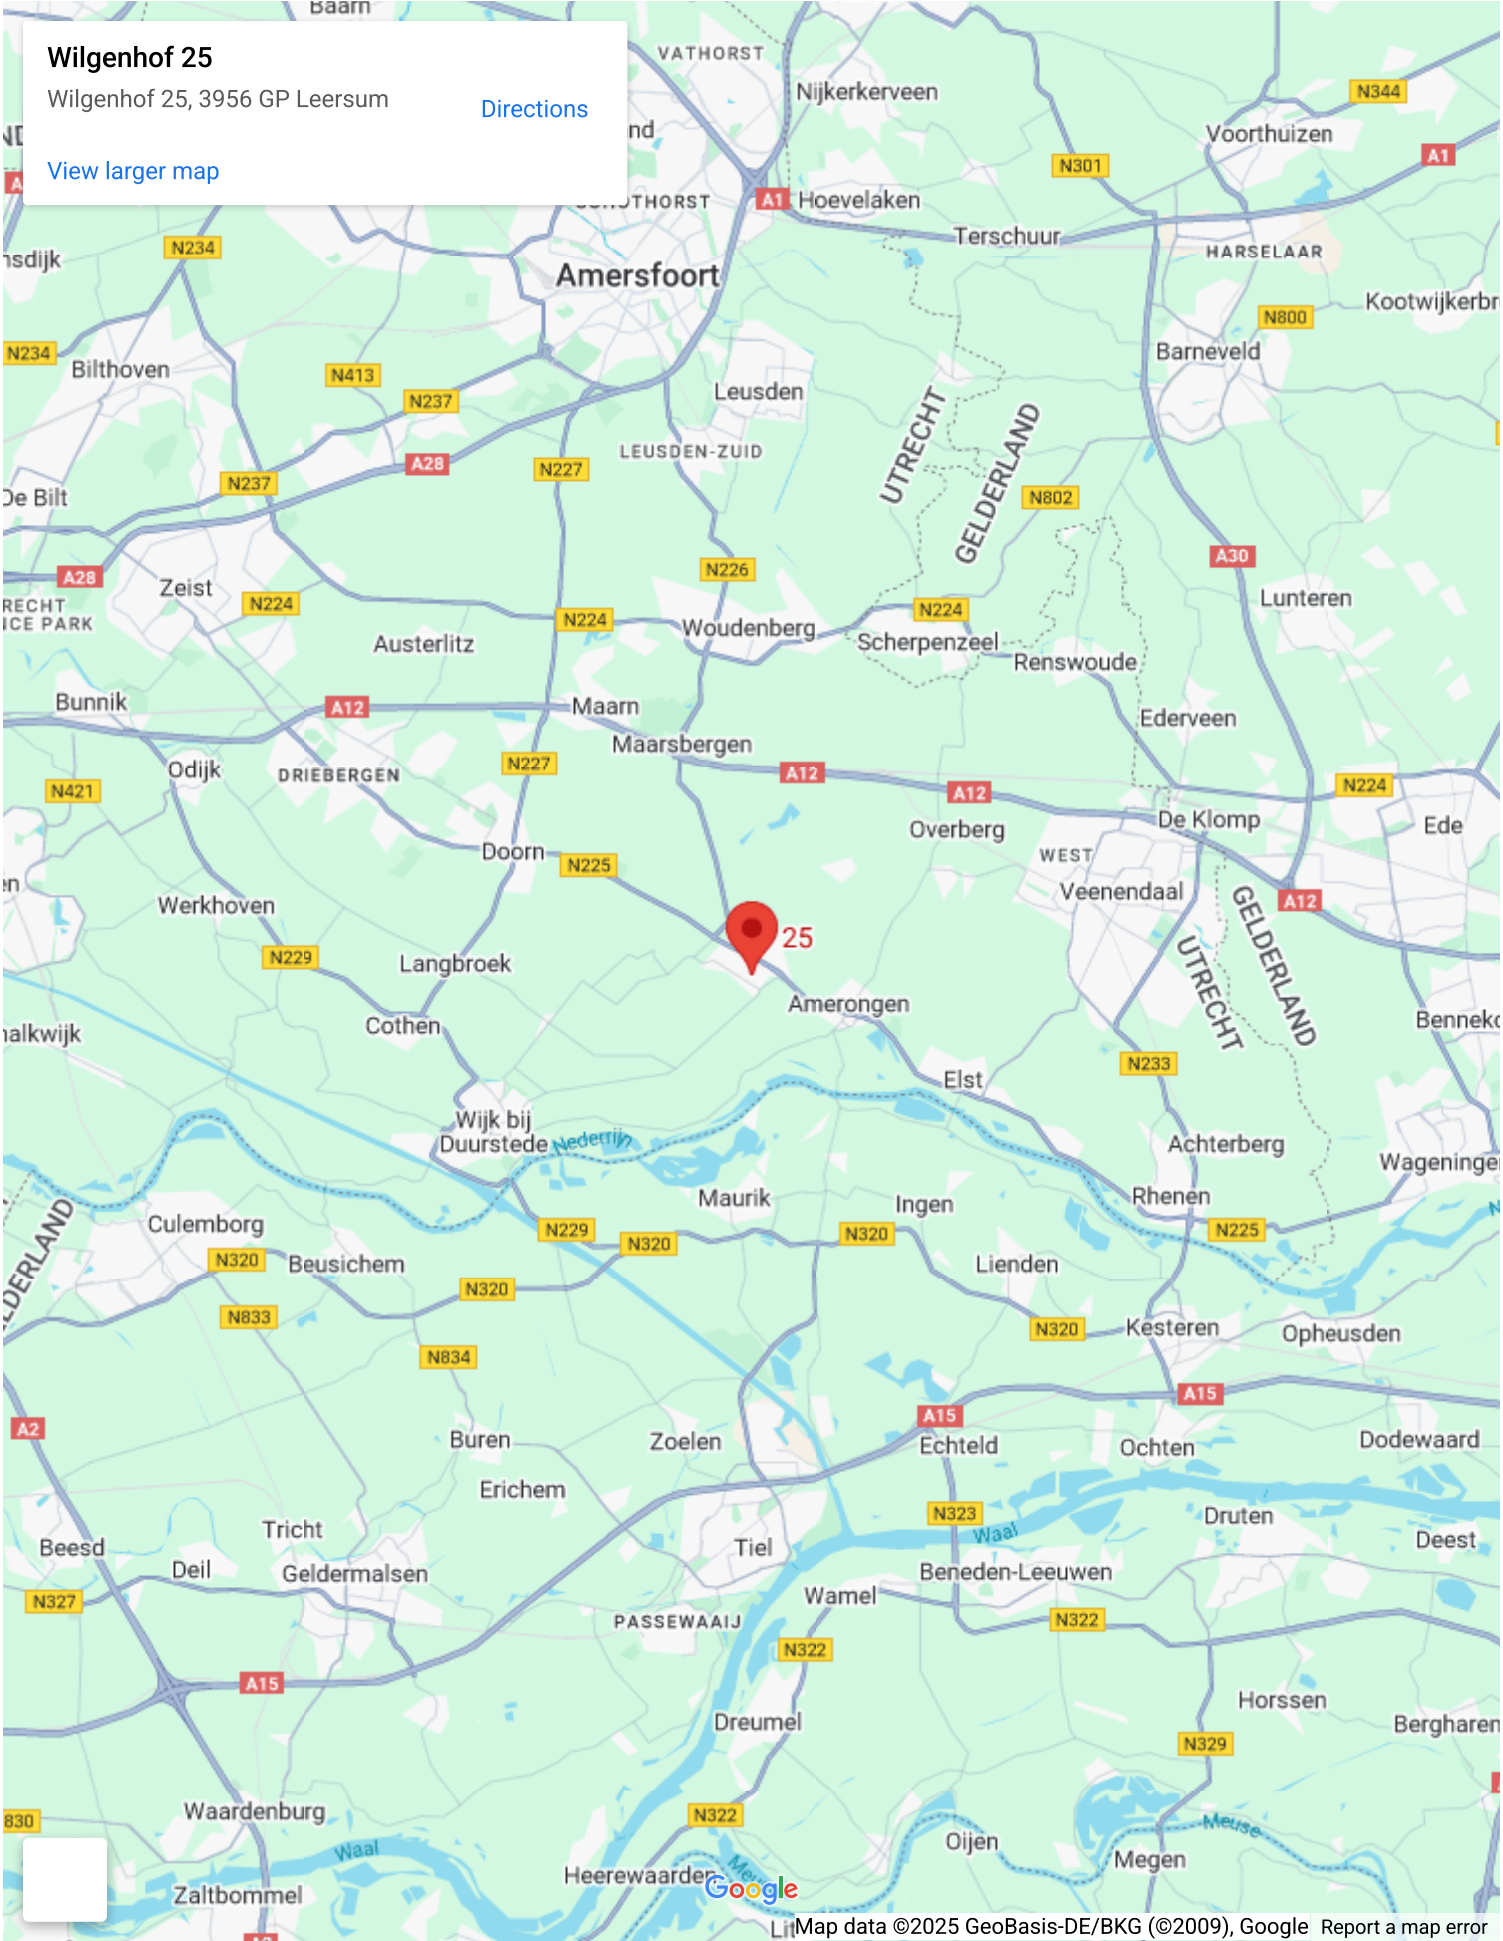 Baarn
Wilgenhof 25
Wilgenhof 25, 3956 GP Leersum
Directions
View larger map
VATHORST
Nijkerkerveen
N344
Voorthuizen
A1
N301
A1
Hoevelaken
Terschuur
HARSELAAR
N234
Amersfoort
N800
N234
Bilthoven
N413
N237
Leusden
Barneveld
UTRECHT
GELDERLAND
LEUSDEN-ZUID
A28
N227
N237
De Bilt
N802
A30
N226
A28
Zeist
N224
N224
N224
Lunteren
Woudenberg
Scherpenzeel
Austerlitz
Renswoude
Bunnik
A12
Maarn
Ederveen
Maarsbergen
Odijk
DRIEBERGEN
N227
A12
A12
N224
N421
Overberg
De Klomp
Ede
Doorn
N225
WEST
Veenendaal
A12
Werkhoven
GELDERLAND
UTRECHT
25
N229
Langbroek
Amerongen
Cothen
N233
Elst
Wijk bij
Duurstede
Nederrijn
Achterberg
Maurik
Ingen
Rhenen
Culemborg
N229
N320
N320
N225
N320
Beusichem
Lienden
N320
N833
N320
Kesteren
Opheusden
N834
A15
A2
A15
Buren
Zoelen
Echteld
Ochten
Dodewaard
Erichem
N323
Waal
Druten
Tricht
Beesd
Tiel
Deest
Deil
Geldermalsen
Beneden-Leeuwen
N327
Wamel
PASSEWAAIJ
N322
N322
A15
Horssen
Dreumel
N329
Waardenburg
N322
830
Waal
Meuse
Oijen
Megen
Heerewaarden
Google
Zaltbommel
Map data ©2025 GeoBasis-DE/BKG (©2009), Google
Report a map error